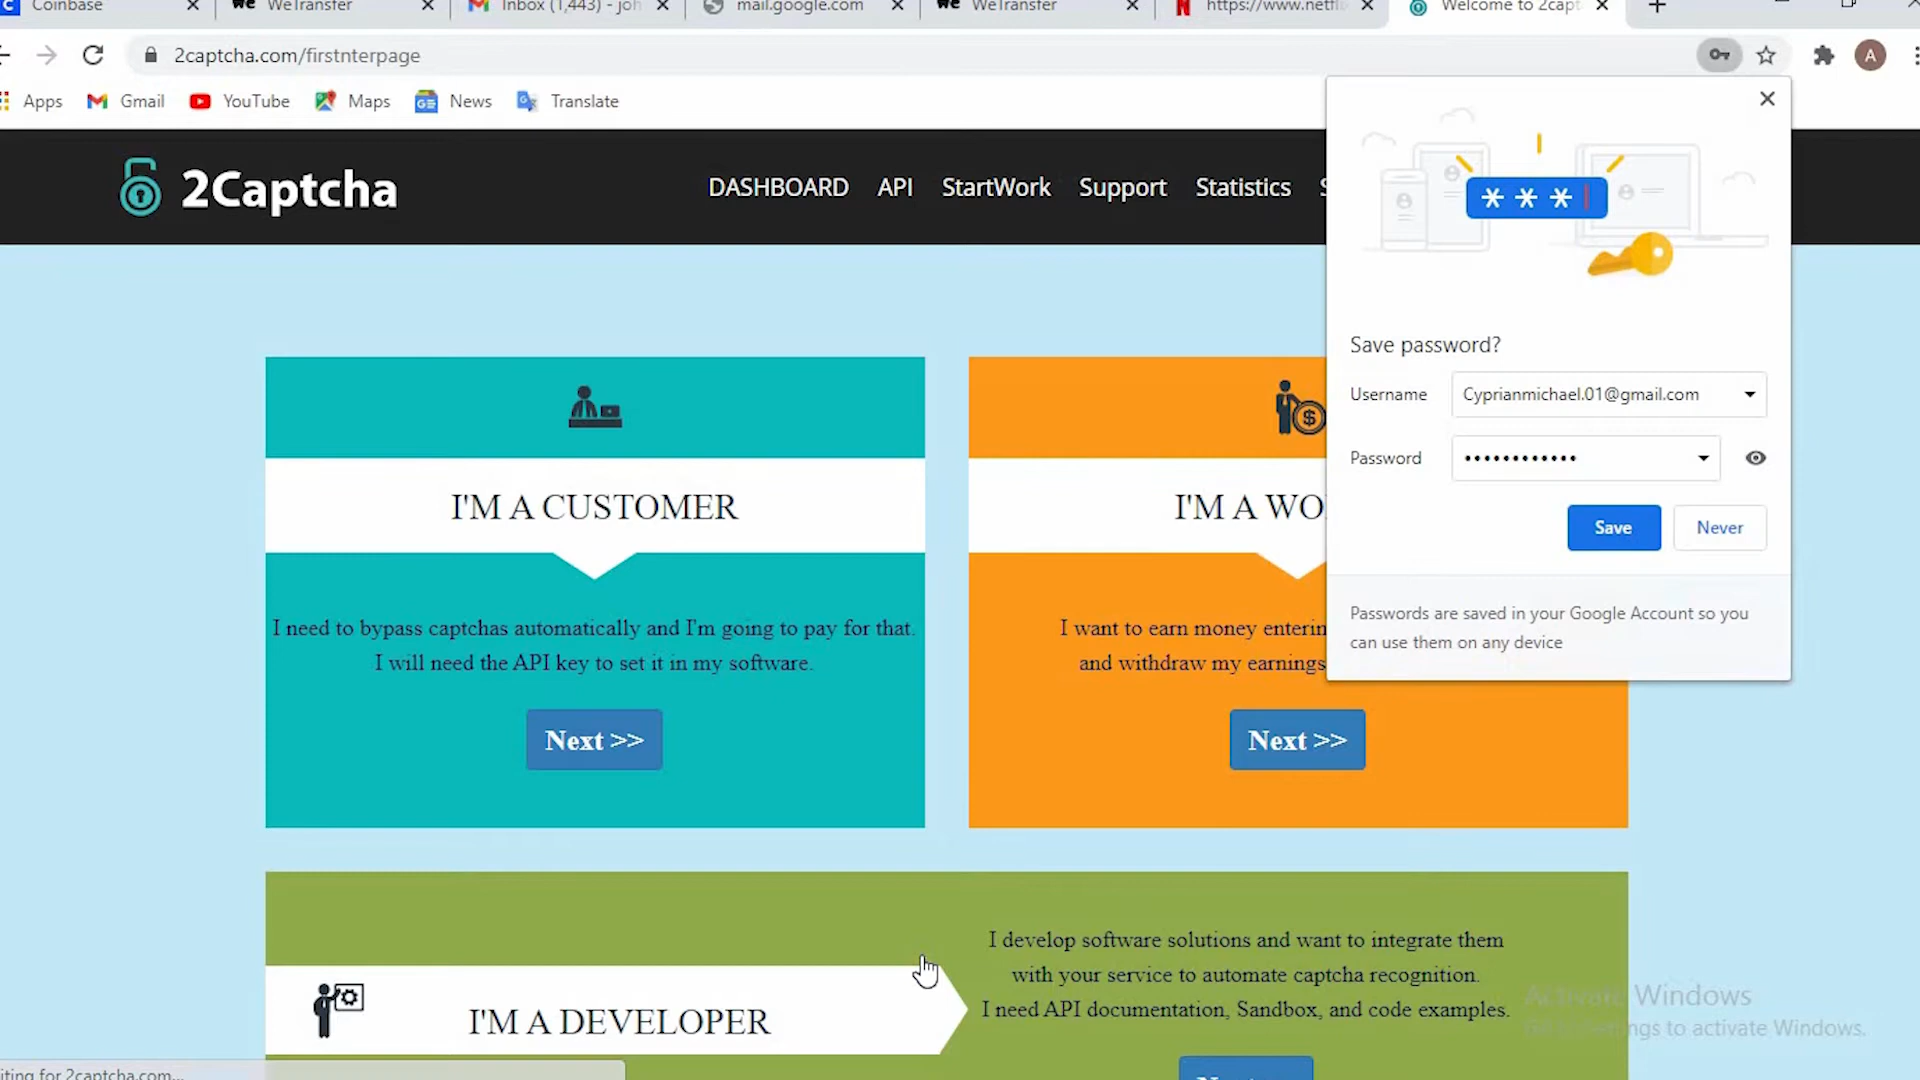 Coinbase
WeTransfer
Inbox (1,443) - joh
mail.google.com
WeTransfer
https://www.netfli
Welcome to 2capt
2captcha.com/firstnterpage
A
Apps
Gmail
YouTube
Maps
News
Translate
2Captcha
DASHBOARD
API
StartWork
Support
Statistics
* * *
Save password?
Username
Cyprianmichael.01@gmail.com
Password
••••••••••••
Save
Never
Passwords are saved in your Google Account so you
can use them on any device
I'M A CUSTOMER
I need to bypass captchas automatically and I'm going to pay for that.
I will need the API key to set it in my software.
Next >>
I'M A WO
I want to earn money enterin
and withdraw my earnings
Next >>
I'M A DEVELOPER
I develop software solutions and want to integrate them
with your service to automate captcha recognition.
I need API documentation, Sandbox, and code examples.
Activate Windows
to activate Windows.
iting for 2captcha.com...